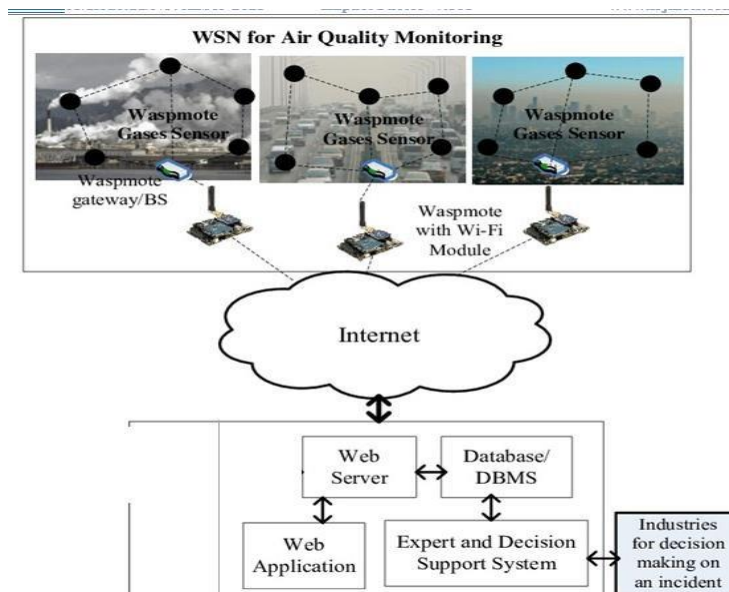 WSN for Air Quality Monitoring
Waspmote
Gases Sensor
Waspmote
Gases Sensor
Waspmote
Gases Sensor
Waspmote
gateway/BS
Waspmote
with Wi-Fi
Module
Internet
Web
Server
Database/
DBMS
Web
Application
Expert and Decision
Support System
Industries
for decision
making on
an incident